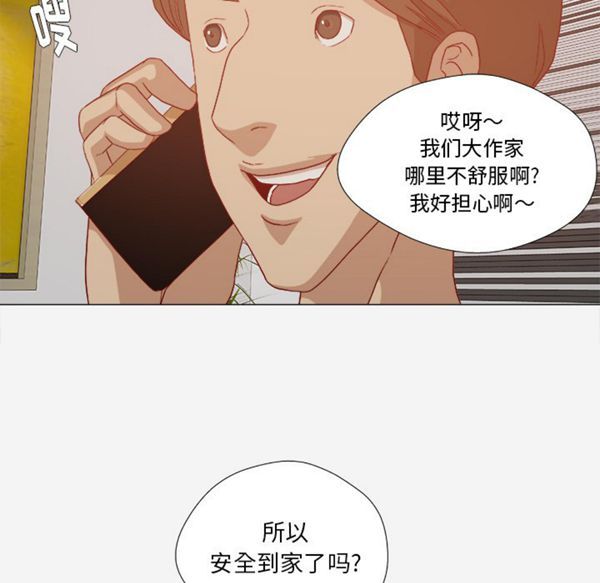 嗖
哎呀～
我们大作家
哪里不舒服啊?
我好担心啊～
所以
安全到家了吗?